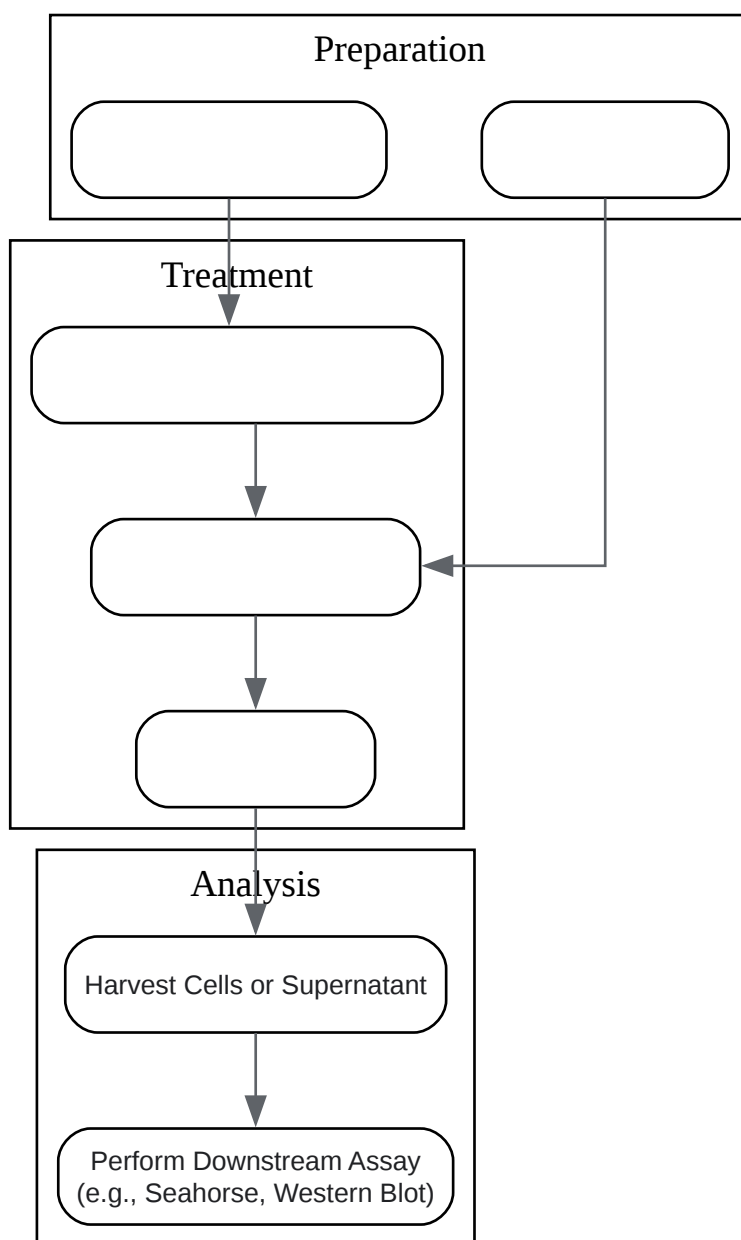 Preparation
Treatment
Analysis
Harvest Cells or Supernatant
Perform Downstream Assay
(e.g., Seahorse, Western Blot)